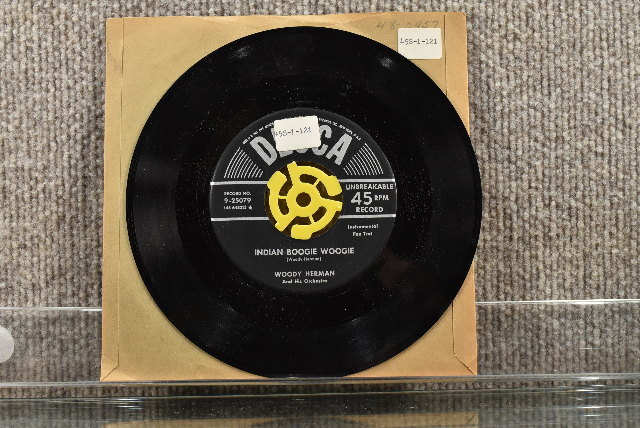 45S-1-121
45S-1-121
DECCA
RECORD NO.
9-25079
UNBREAKABLE
45 RPM
RECORD
Instrumental
Fox Trot
INDIAN BOOGIE WOOGIE
(Woody Herman)
WOODY HERMAN
And His Orchestra